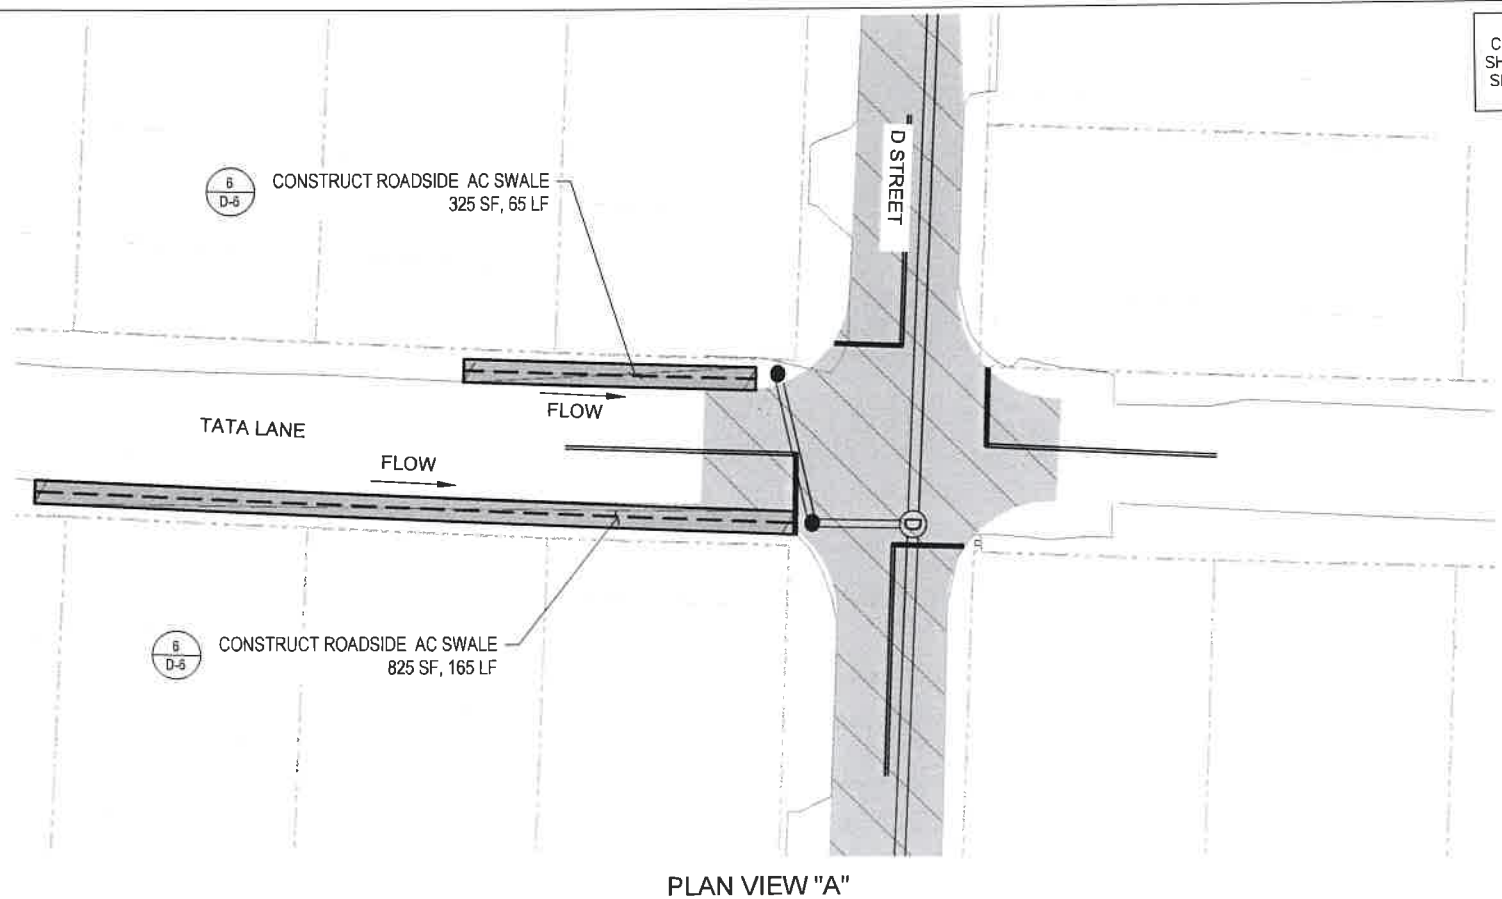 6
D-6
CONSTRUCT ROADSIDE AC SWALE
325 SF, 65 LF
D STREET
FLOW
TATA LANE
FLOW
D
6
D-6
CONSTRUCT ROADSIDE AC SWALE
825 SF, 165 LF
PLAN VIEW "A"